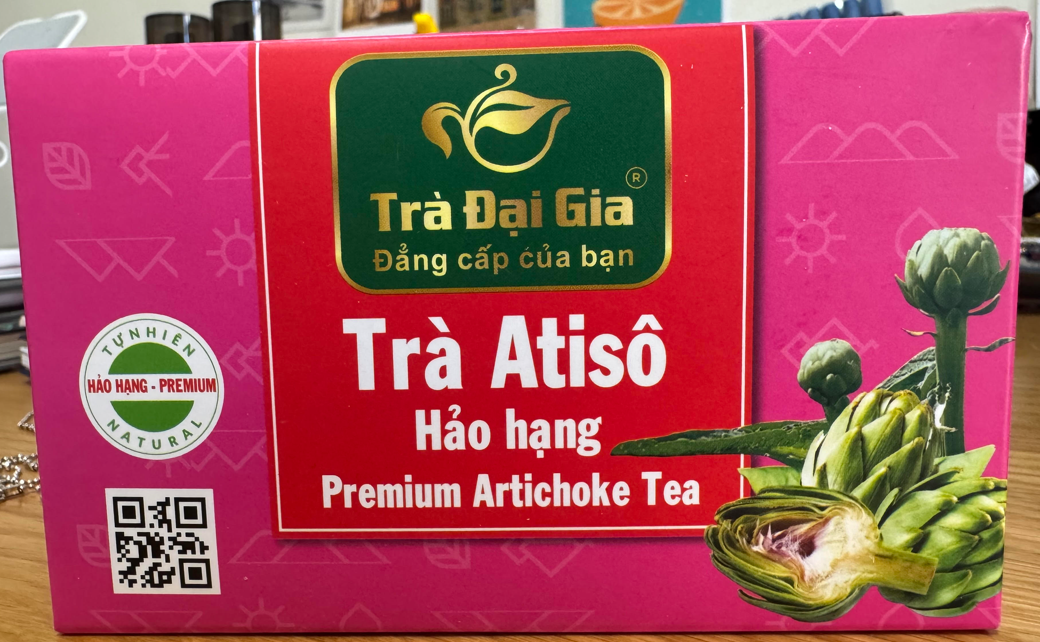 Trà Đại Gia ®
Đẳng cấp của bạn
Trà Atisô
Hảo hạng
Premium Artichoke Tea
TỰ NHIÊN
HẢO HẠNG - PREMIUM
NATURAL